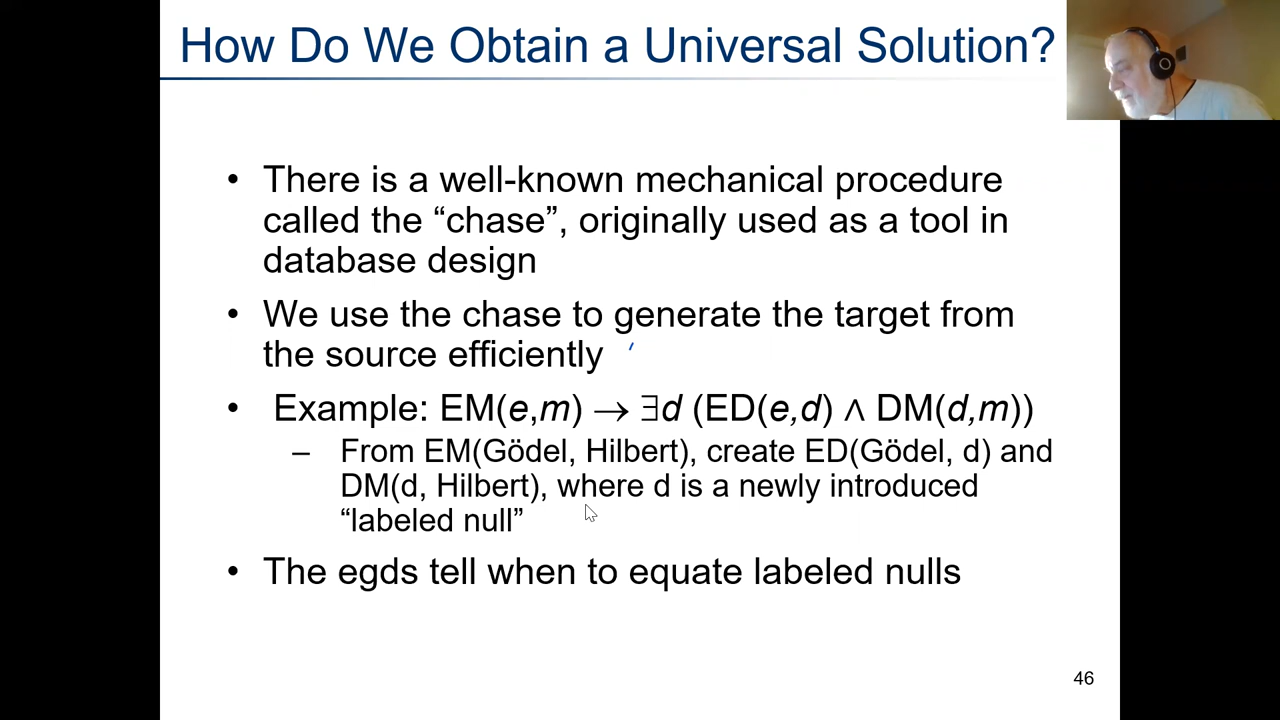 How Do We Obtain a Universal Solution?
• There is a well-known mechanical procedure
called the “chase”, originally used as a tool in
database design
• We use the chase to generate the target from
the source efficiently
• Example: EM(e,m) → ∃d (ED(e,d) ∧ DM(d,m))
– From EM(Gödel, Hilbert), create ED(Gödel, d) and
DM(d, Hilbert), where d is a newly introduced
“labeled null”
• The egds tell when to equate labeled nulls
46